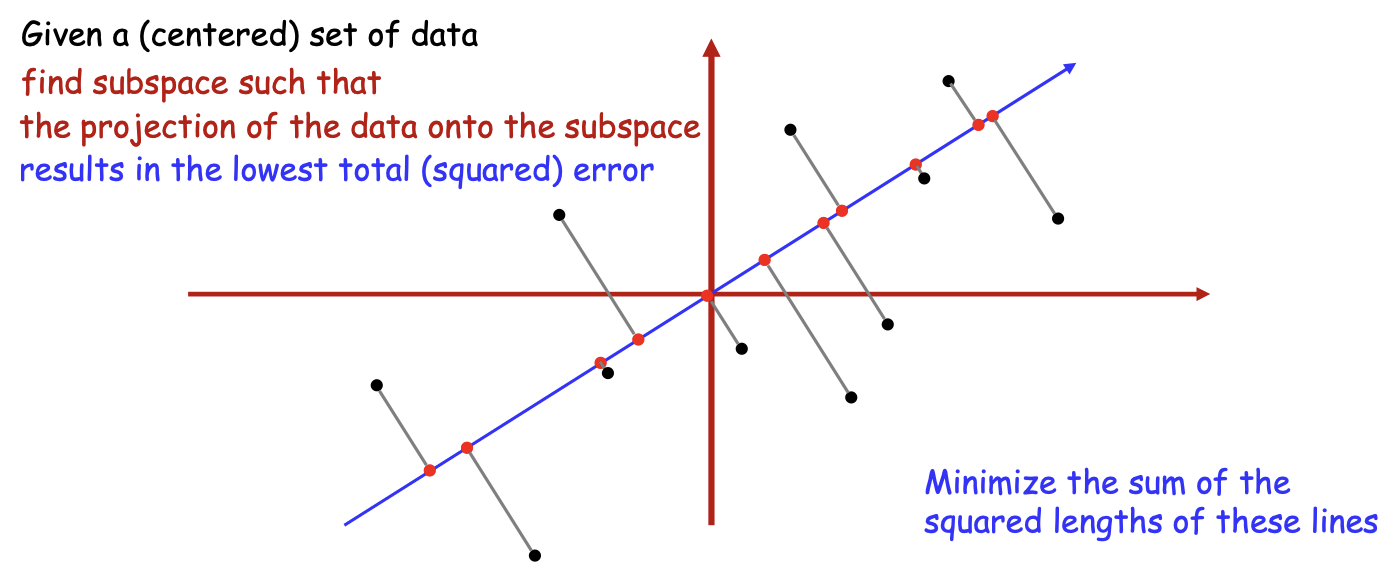 Given a (centered) set of data
find subspace such that
the projection of the data onto the subspace
results in the lowest total (squared) error
Minimize the sum of the
squared lengths of these lines